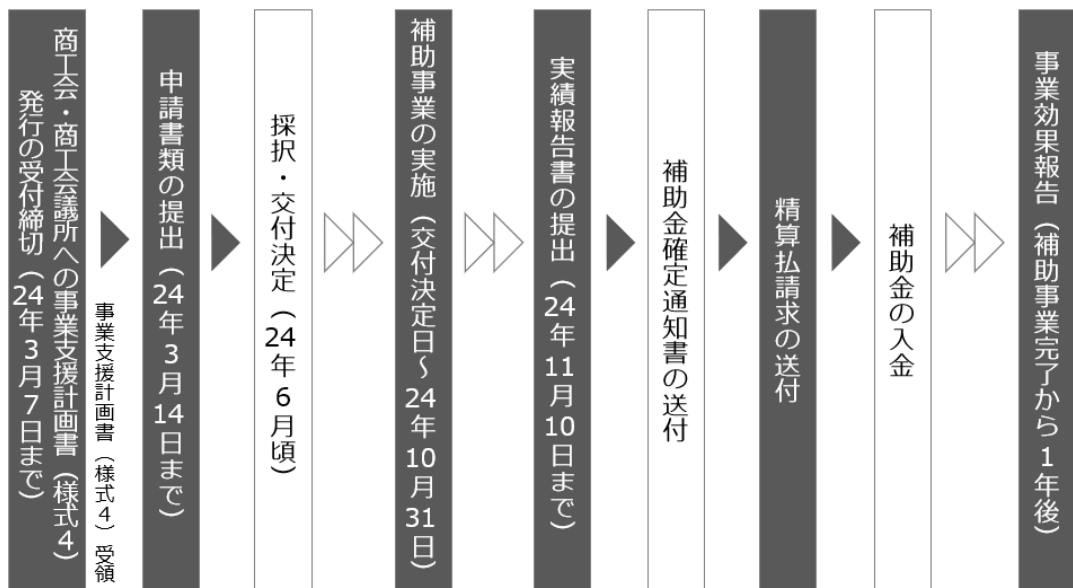 商工会・商工会議所への事業支援計画書（様式４）
発行の受付締切（24年３月７日まで）
事業支援計画書（様式４）受領
申請書類の提出（24年３月14日まで）
採択・交付決定（24年６月頃）
補助事業の実施（交付決定日～24年10月31日）
実績報告書の提出（24年11月10日まで）
補助金確定通知書の送付
精算払請求の送付
補助金の入金
事業効果報告（補助事業完了から１年後）